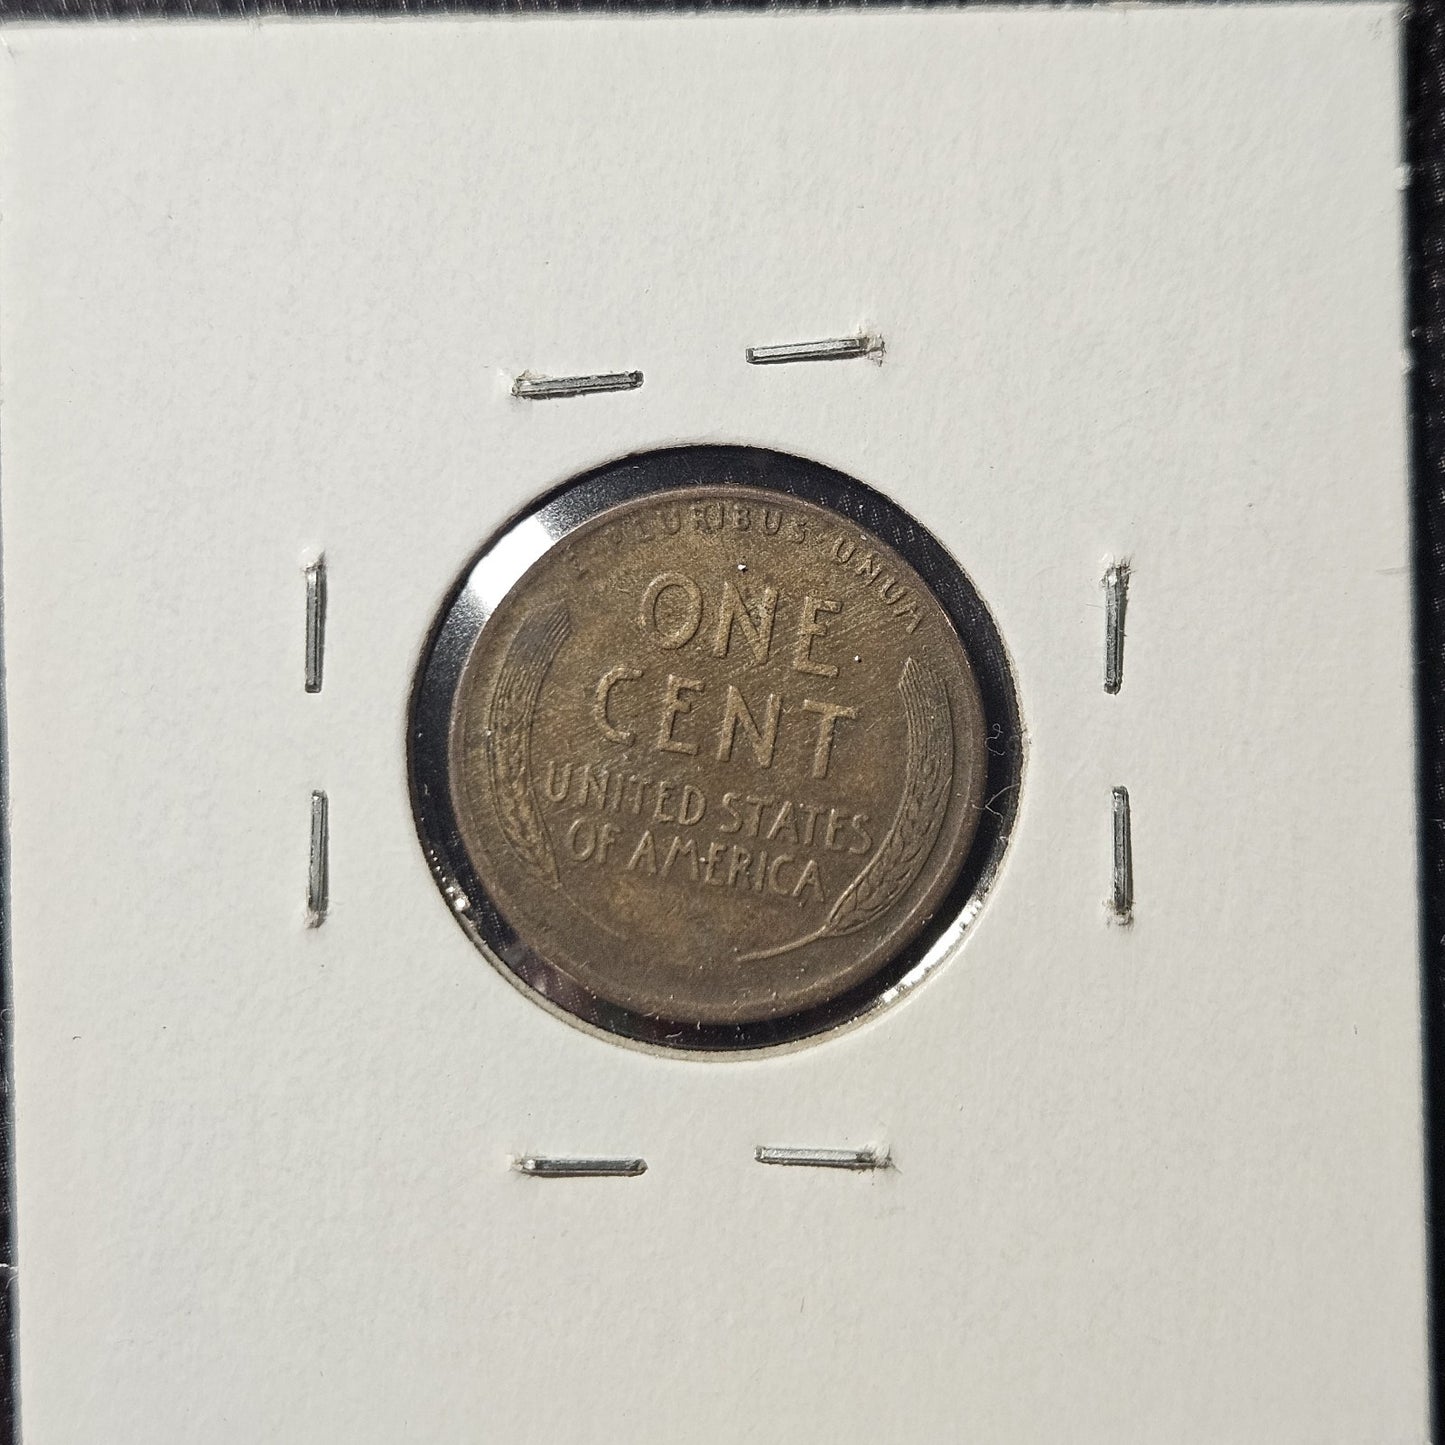 E·PLURIBUS·UNUM
ONE
CENT
UNITED STATES
OF AMERICA